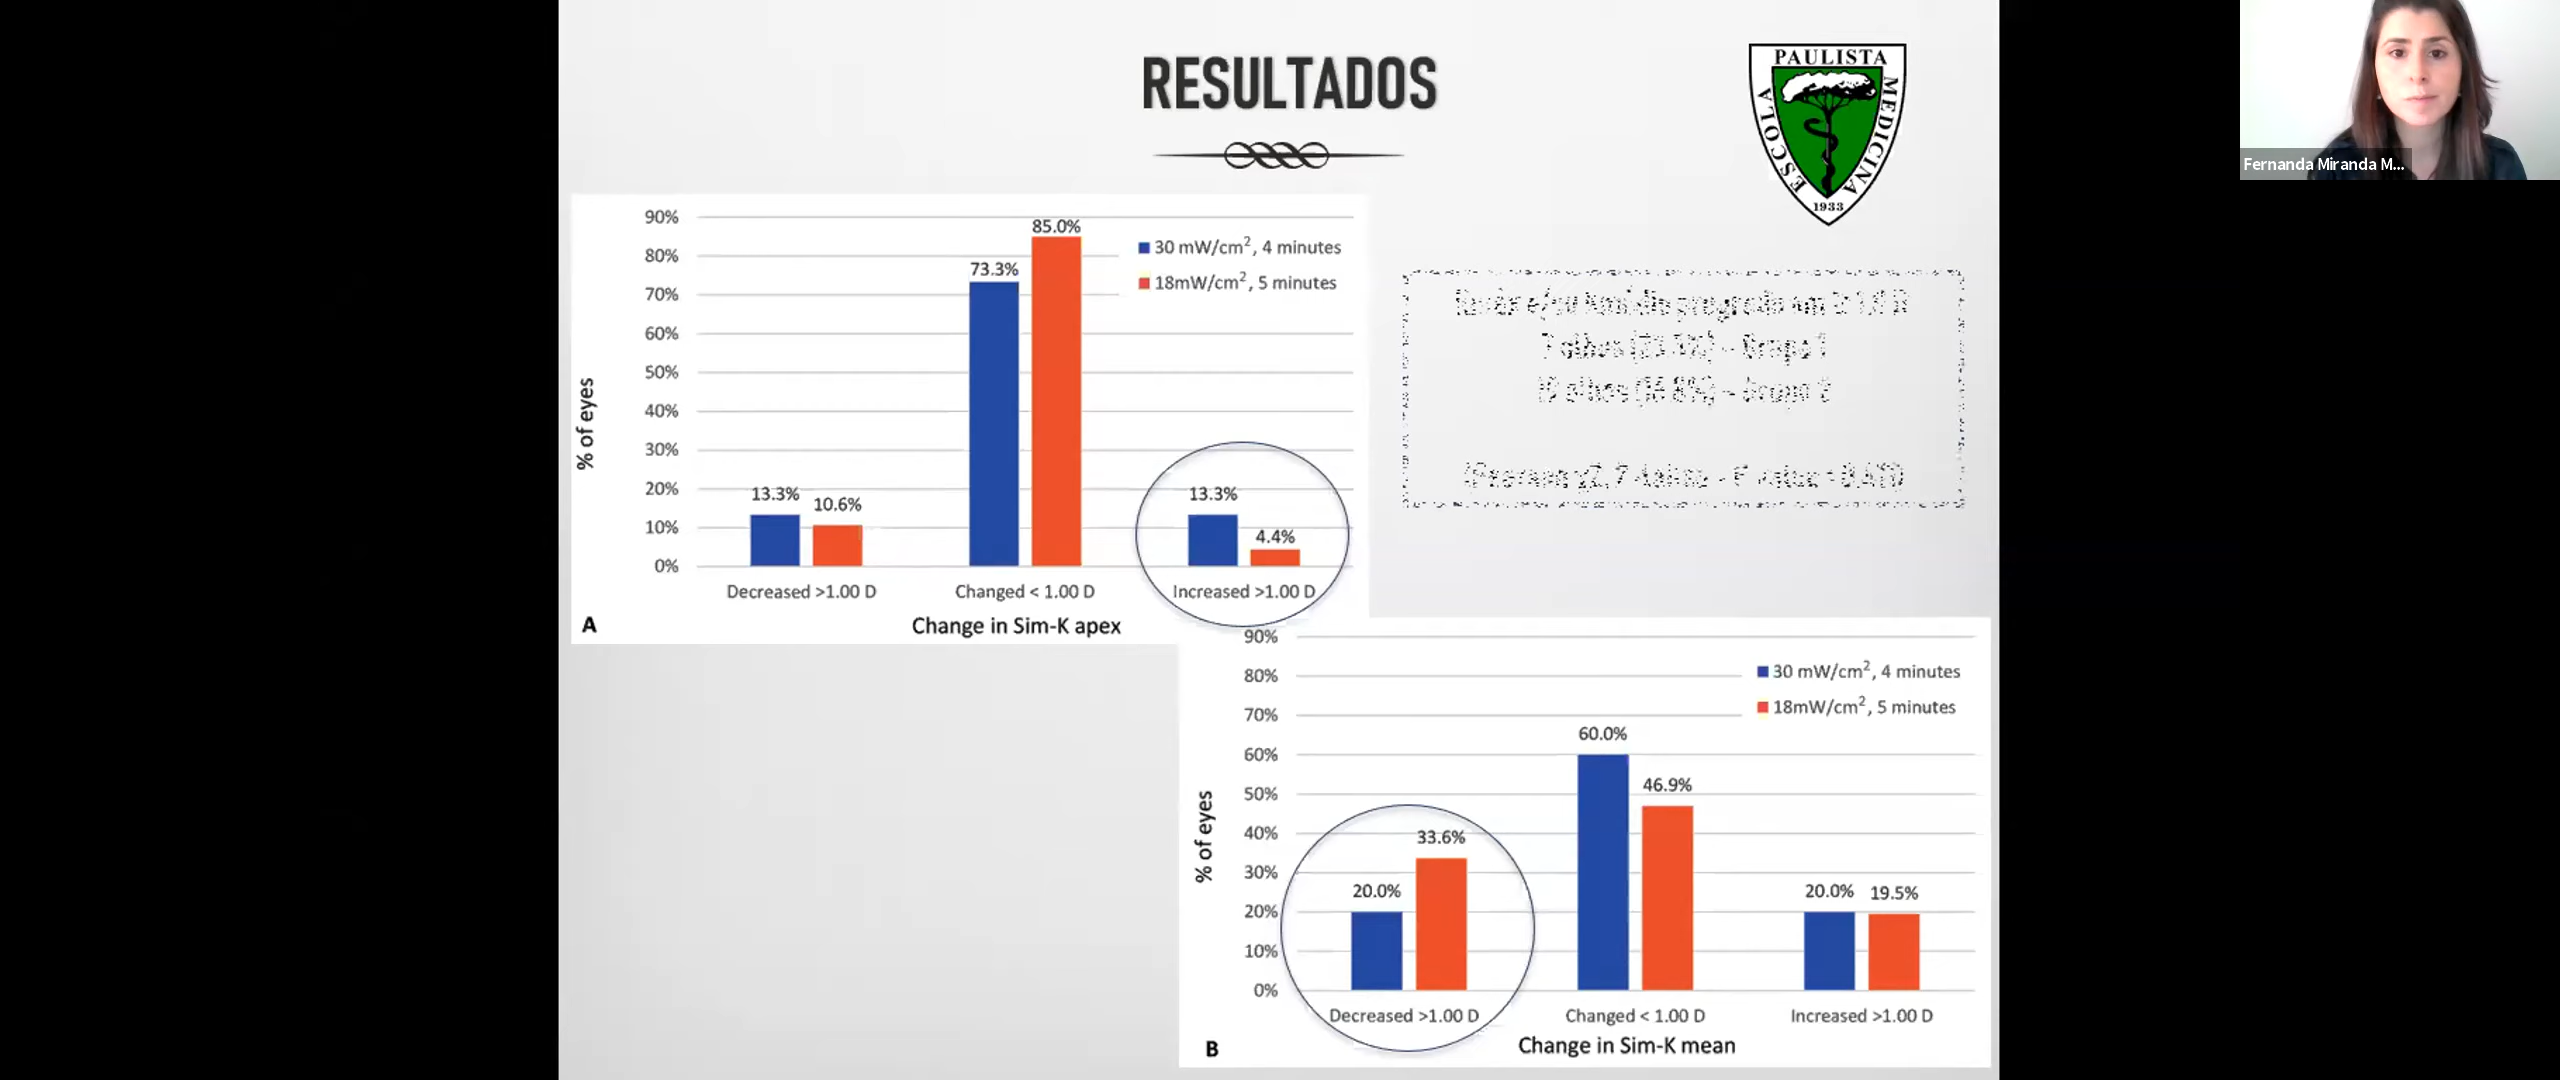 RESULTADOS
ESCOLA PAULISTA MEDICINA
1933
Fernanda Miranda M...
90%
80%
70%
60%
50%
40%
30%
20%
10%
0%
% of eyes
85.0%
73.3%
13.3%
10.6%
13.3%
4.4%
30 mW/cm², 4 minutes
18mW/cm², 5 minutes
Decreased >1.00 D
Changed < 1.00 D
Increased >1.00 D
A
Change in Sim-K apex
olhos
olhos
90%
80%
70%
60%
50%
40%
30%
20%
10%
0%
% of eyes
30 mW/cm², 4 minutes
18mW/cm², 5 minutes
60.0%
46.9%
33.6%
20.0%
20.0%
19.5%
Decreased >1.00 D
Changed < 1.00 D
Increased >1.00 D
B
Change in Sim-K mean